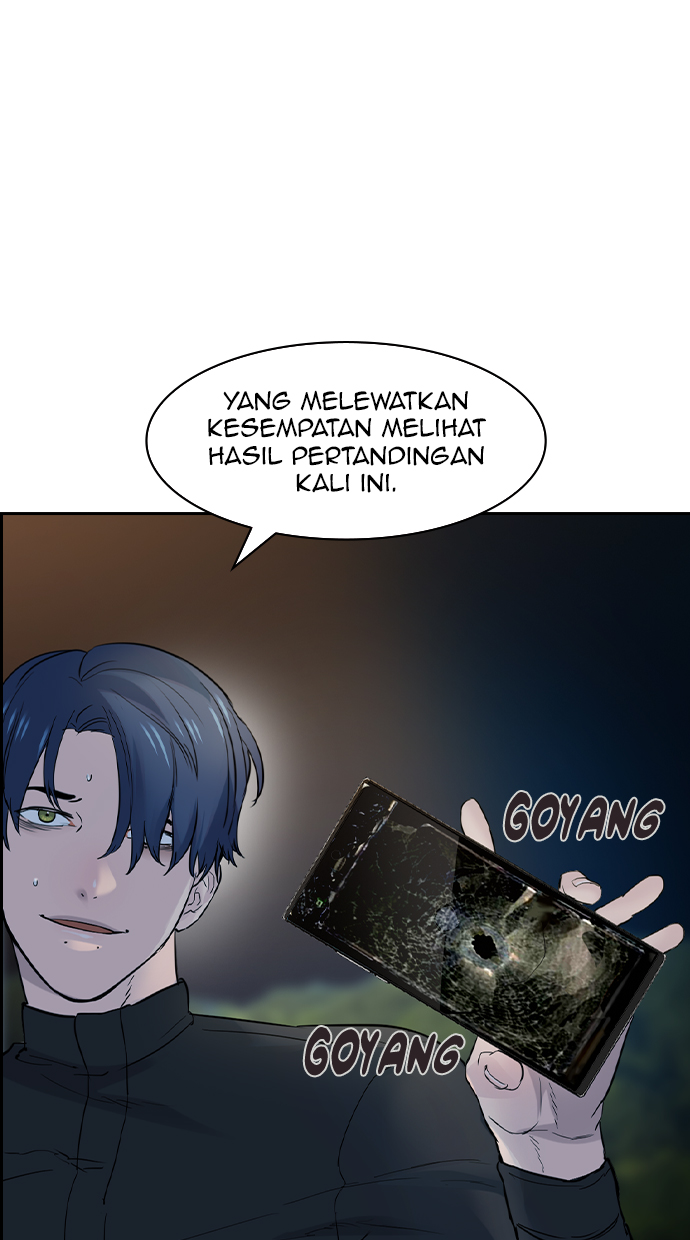 YANG MELEWATKAN
KESEMPATAN MELIHAT
HASIL PERTANDINGAN
KALI INI.
GOYANG
GOYANG